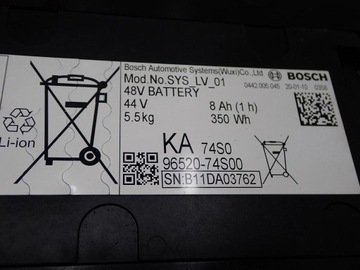 Bosch Automotive Systems(Wuxi)Co.,Ltd BOSCH
Mod.No.SYS_LV_01 0442.000.045 20-01-10 0356
48V BATTERY
44 V 8 Ah (1 h)
5.5kg 350 Wh
Li-ion
KA 74S0
96520-74S00
SN:B11DA03762